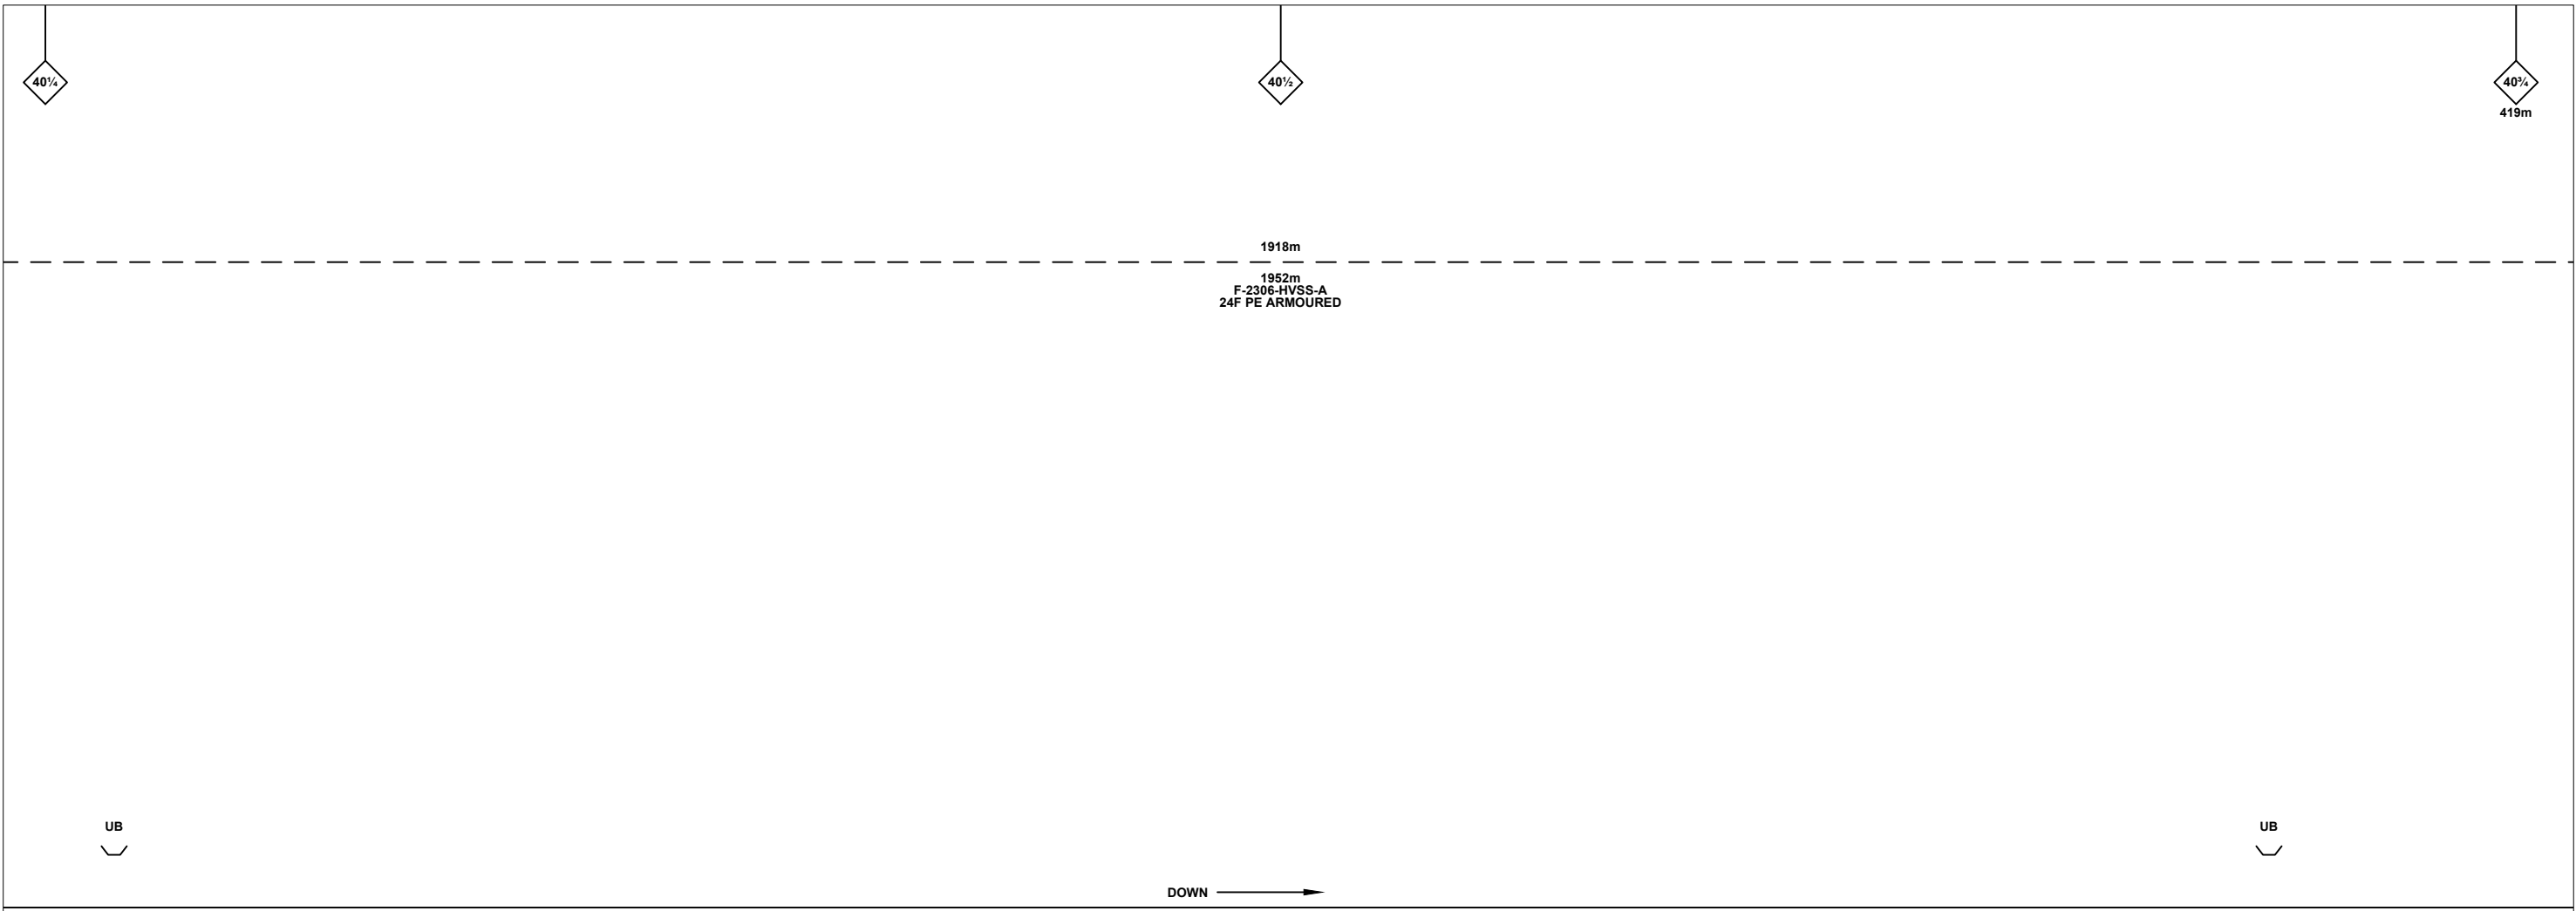 40¼
40½
40¾
419m
1918m
1952m
F-2306-HVSS-A
24F PE ARMOURED
UB
UB
DOWN